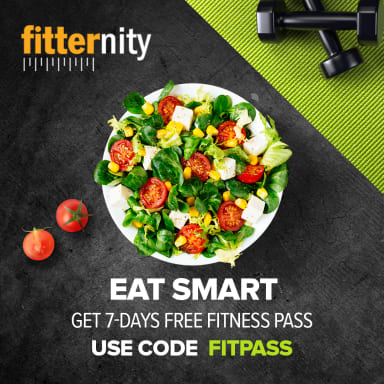 fitternity
EAT SMART
GET 7-DAYS FREE FITNESS PASS
USE CODE FITPASS